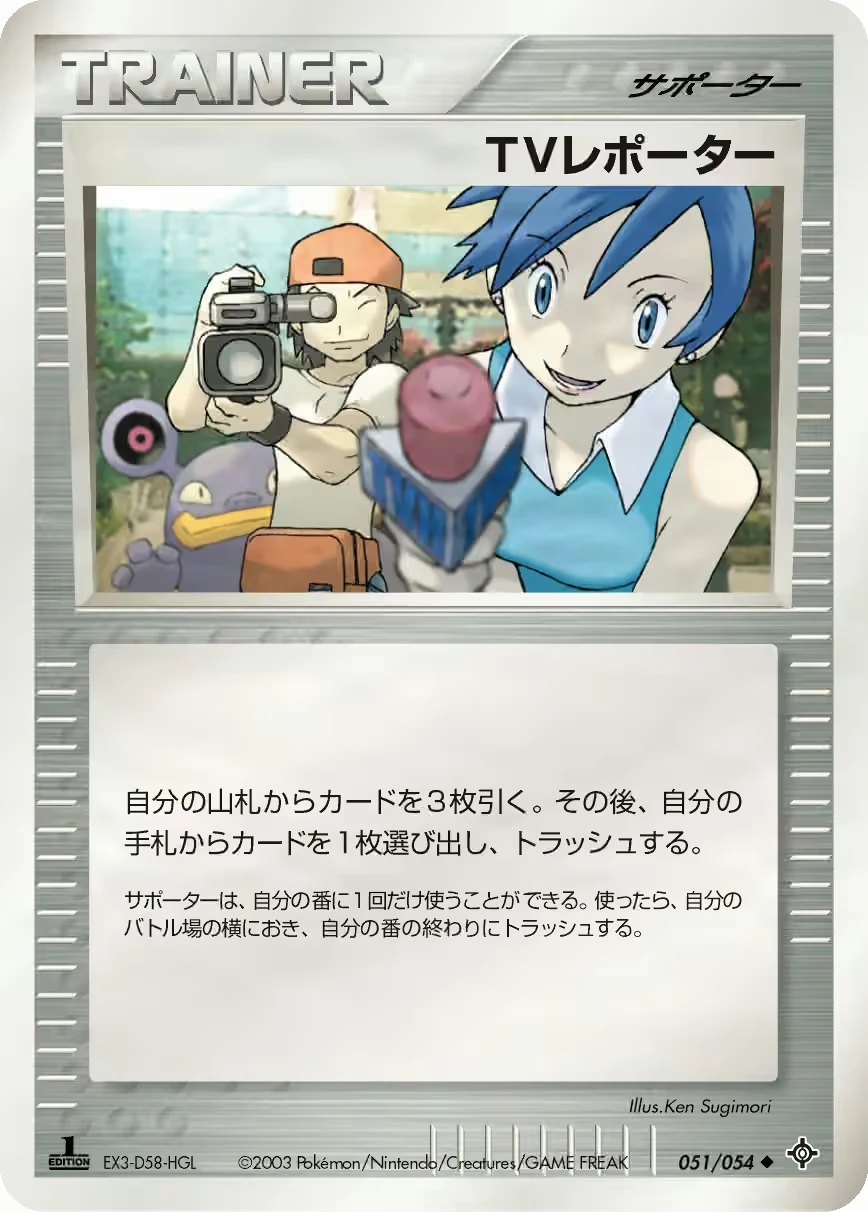 TRAINER
サポーター
TVレポーター
自分の山札からカードを3枚引く。その後、自分の
手札からカードを1枚選び出し、トラッシュする。
サポーターは、自分の番に1回だけ使うことができる。使ったら、自分の
バトル場の横におき、自分の番の終わりにトラッシュする。
Illus.Ken Sugimori
1 EDITION EX3-D58-HGL ©2003 Pokémon/Nintendo/Creatures/GAME FREAK 051/054